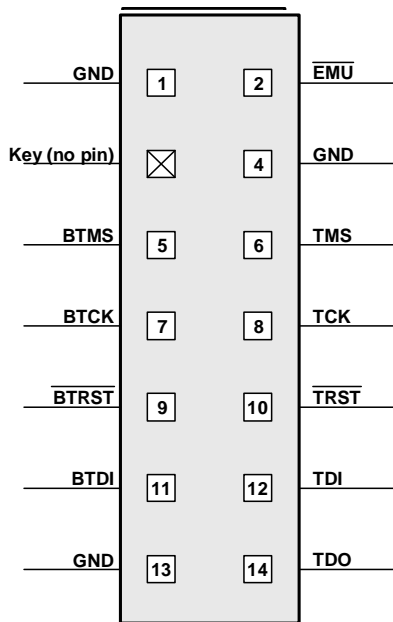 GND 1 2 EMU
Key (no pin) 4 GND
BTMS 5 6 TMS
BTCK 7 8 TCK
BTRST 9 10 TRST
BTDI 11 12 TDI
GND 13 14 TDO